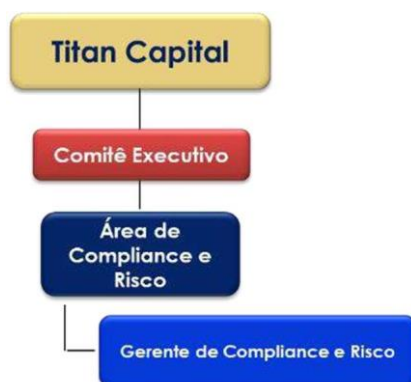 Titan Capital
Comitê Executivo
Área de
Compliance e
Risco
Gerente de Compliance e Risco